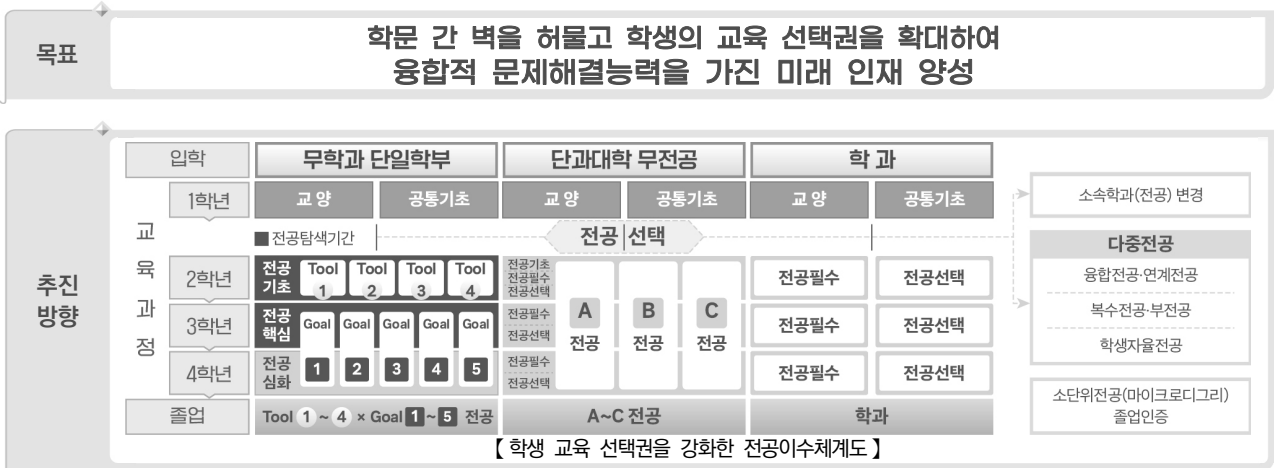 목표
학문 간 벽을 허물고 학생의 교육 선택권을 확대하여
융합적 문제해결능력을 가진 미래 인재 양성
추진
방향
입학 무학과 단일학부 단과대학 무전공 학 과
교육과정
1학년 교 양 공통기초 교 양 공통기초 교 양 공통기초
전공탐색기간 전공 선택
2학년 전공기초 Tool 1 Tool 2 Tool 3 Tool 4 전공기초 전공필수 전공선택 전공필수 전공선택
3학년 전공핵심 Goal Goal Goal Goal Goal 전공필수 전공선택 A 전공 B 전공 C 전공 전공필수 전공선택
4학년 전공심화 1 2 3 4 5 전공필수 전공선택 전공필수 전공선택
졸업 Tool 1 ~ 4 × Goal 1 ~ 5 전공 A~C 전공 학과
소속학과(전공) 변경
다중전공
융합전공·연계전공
복수전공·부전공
학생자율전공
소단위전공(마이크로디그리)
졸업인증
【 학생 교육 선택권을 강화한 전공이수체계도 】